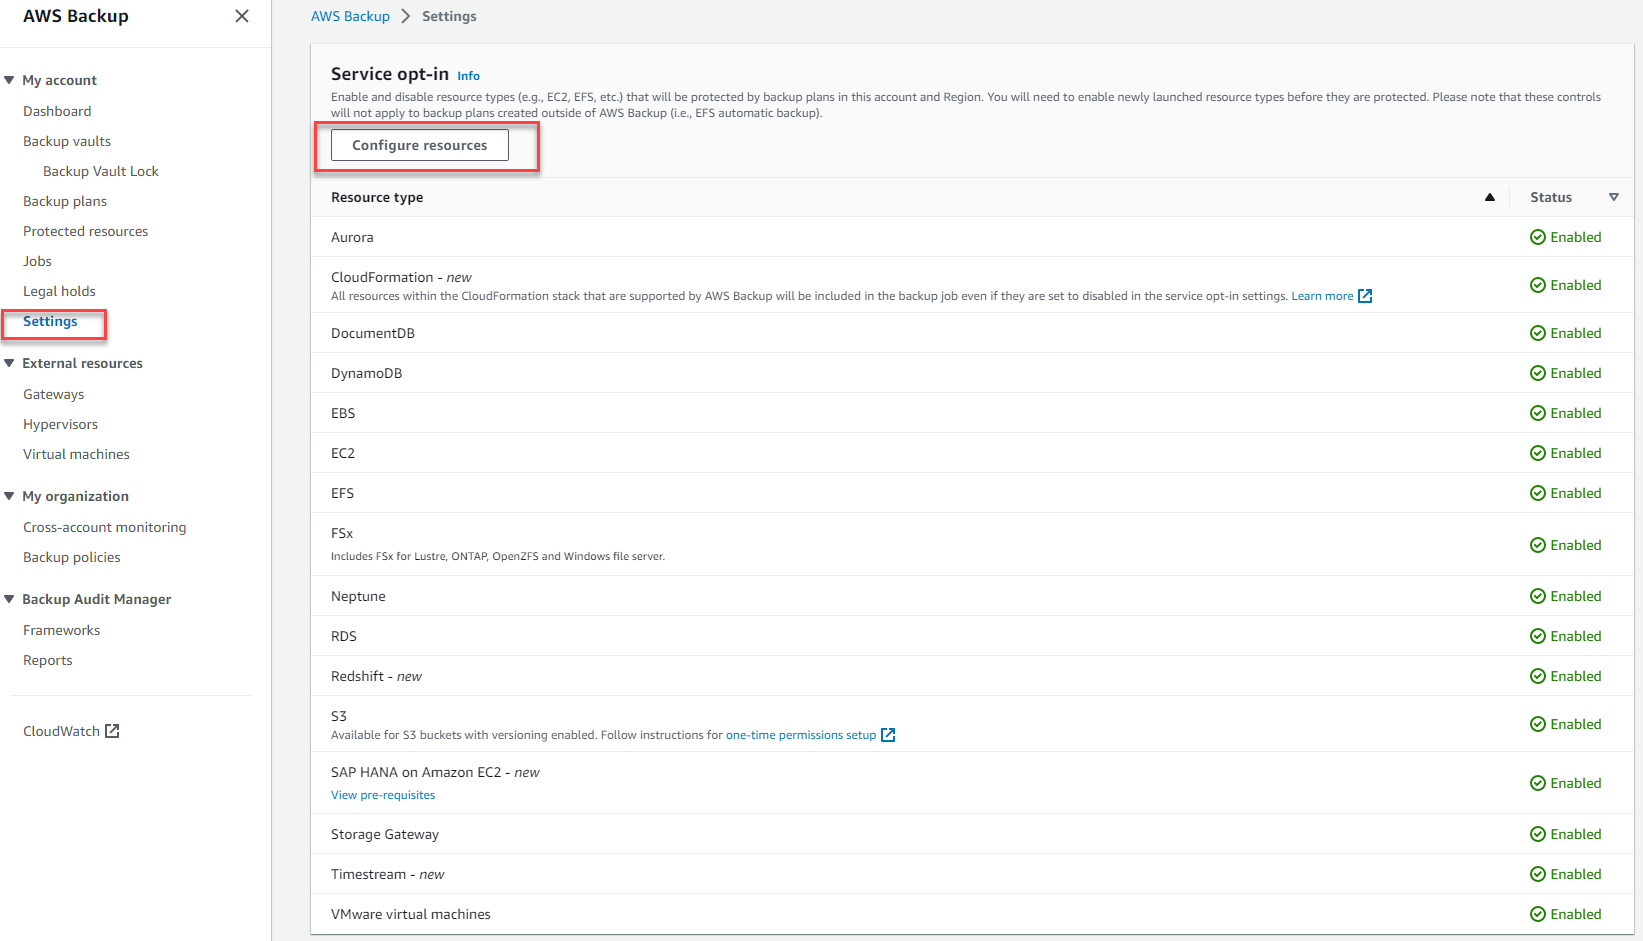 AWS Backup
My account
Dashboard
Backup vaults
Backup Vault Lock
Backup plans
Protected resources
Jobs
Legal holds
Settings
External resources
Gateways
Hypervisors
Virtual machines
My organization
Cross-account monitoring
Backup policies
Backup Audit Manager
Frameworks
Reports
CloudWatch
AWS Backup > Settings
Service opt-in Info
Enable and disable resource types (e.g., EC2, EFS, etc.) that will be protected by backup plans in this account and Region. You will need to enable newly launched resource types before they are protected. Please note that these controls
will not apply to backup plans created outside of AWS Backup (i.e., EFS automatic backup).
Configure resources
Resource type Status
Aurora Enabled
CloudFormation - new
All resources within the CloudFormation stack that are supported by AWS Backup will be included in the backup job even if they are set to disabled in the service opt-in settings. Learn more
Enabled
DocumentDB Enabled
DynamoDB Enabled
EBS Enabled
EC2 Enabled
EFS Enabled
FSx
Includes FSx for Lustre, ONTAP, OpenZFS and Windows file server.
Enabled
Neptune Enabled
RDS Enabled
Redshift - new Enabled
S3
Available for S3 buckets with versioning enabled. Follow instructions for one-time permissions setup
Enabled
SAP HANA on Amazon EC2 - new
View pre-requisites
Enabled
Storage Gateway Enabled
Timestream - new Enabled
VMware virtual machines Enabled